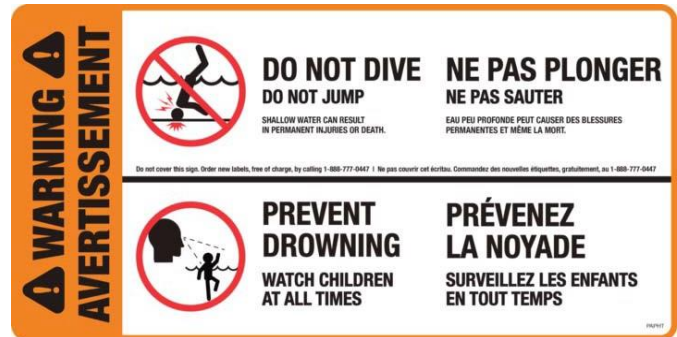 WARNING
AVERTISSEMENT
DO NOT DIVE
DO NOT JUMP
SHALLOW WATER CAN RESULT
IN PERMANENT INJURIES OR DEATH.
NE PAS PLONGER
NE PAS SAUTER
EAU PEU PROFONDE PEUT CAUSER DES BLESSURES
PERMANENTES ET MÊME LA MORT.
Do not cover this sign. Order new labels, free of charge, by calling 1-888-777-0447 | Ne pas couvrir cet écritau. Commandez des nouvelles étiquettes, gratuitement, au 1-888-777-0447
PREVENT
DROWNING
WATCH CHILDREN
AT ALL TIMES
PRÉVENEZ
LA NOYADE
SURVEILLEZ LES ENFANTS
EN TOUT TEMPS
PAPHT